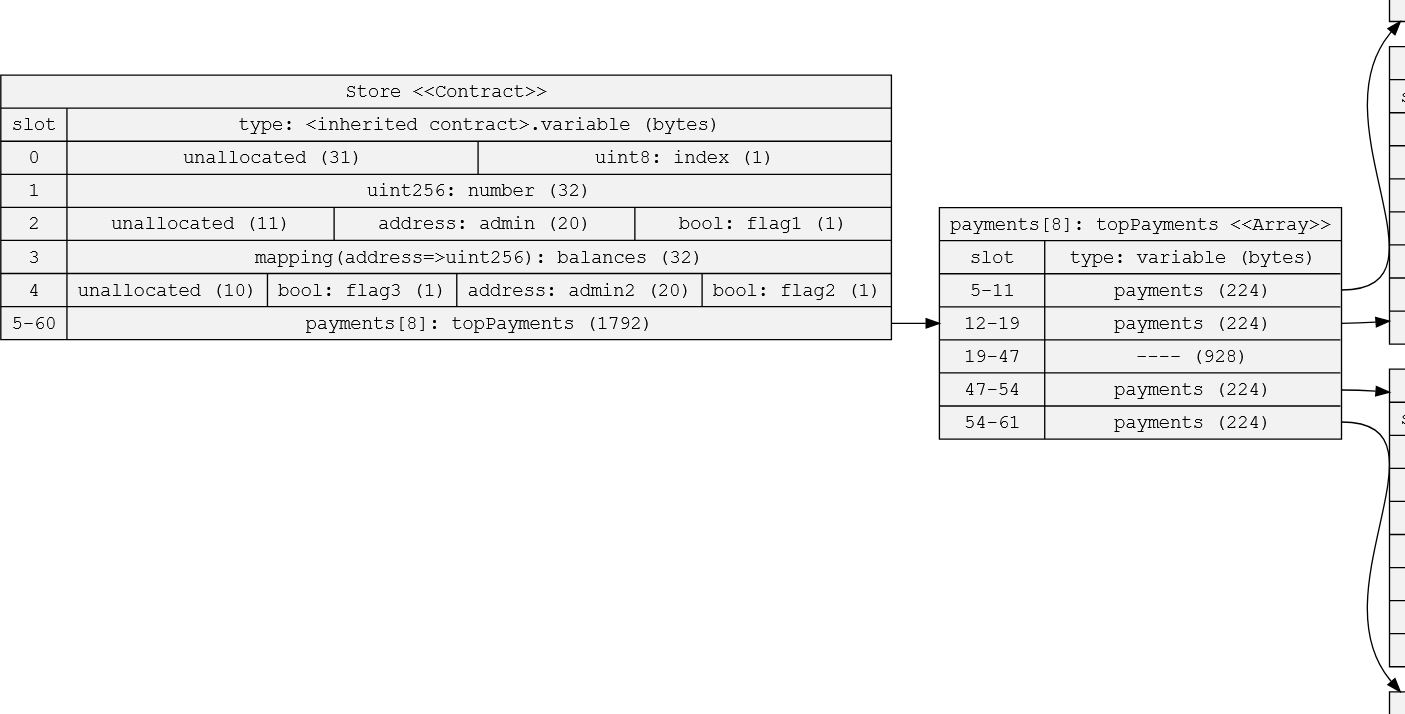 Store <<Contract>>
slot type: <inherited contract>.variable (bytes)
0 unallocated (31) uint8: index (1)
1 uint256: number (32)
2 unallocated (11) address: admin (20) bool: flag1 (1)
3 mapping(address=>uint256): balances (32)
4 unallocated (10) bool: flag3 (1) address: admin2 (20) bool: flag2 (1)
5-60 payments[8]: topPayments (1792)
payments[8]: topPayments <<Array>>
slot type: variable (bytes)
5-11 payments (224)
12-19 payments (224)
19-47 ---- (928)
47-54 payments (224)
54-61 payments (224)